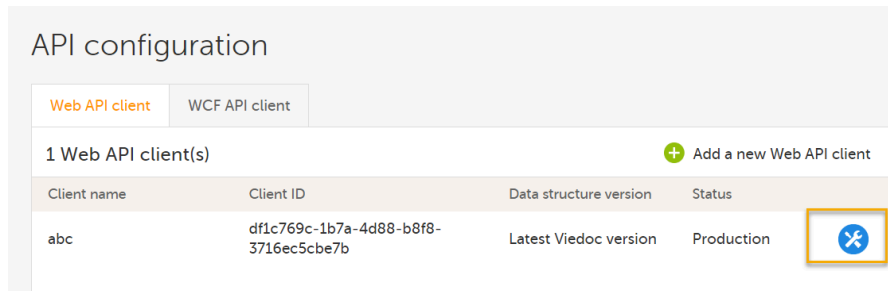 API configuration
Web API client WCF API client
1 Web API client(s) Add a new Web API client
Client name Client ID Data structure version Status
abc df1c769c-1b7a-4d88-b8f8- Latest Viedoc version Production
3716ec5cbe7b